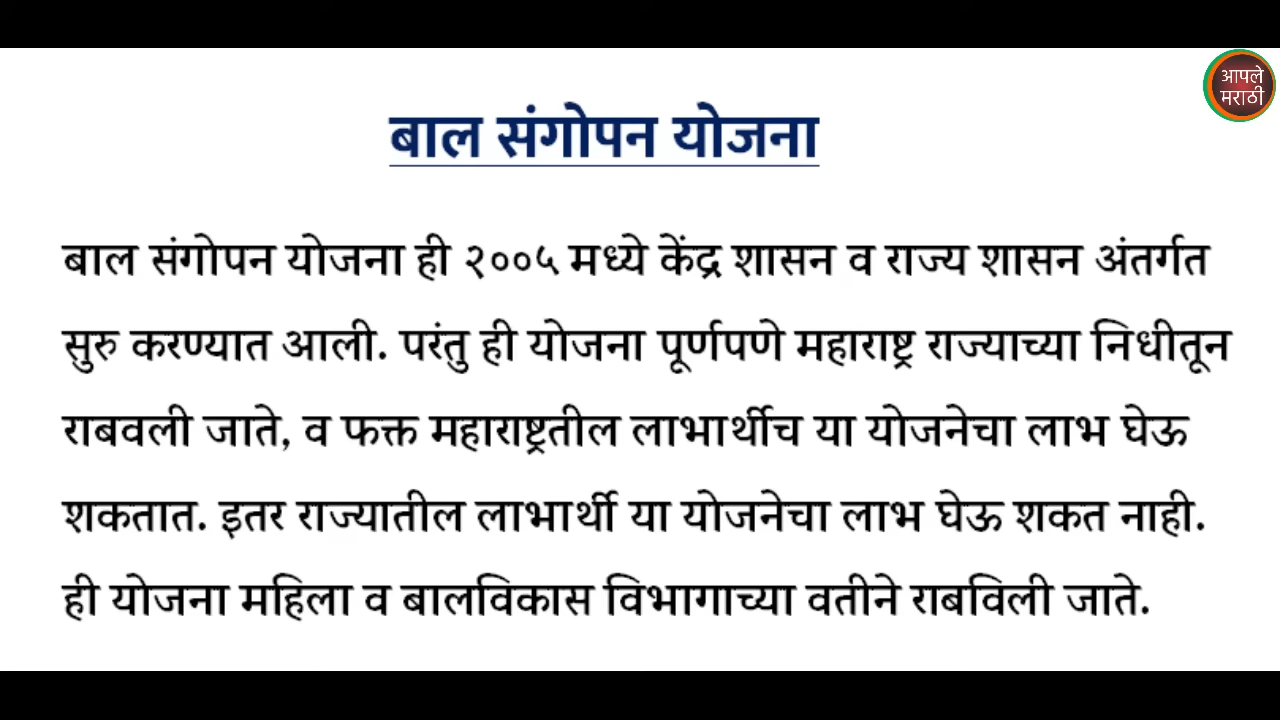 आपले
मराठी
बाल संगोपन योजना
बाल संगोपन योजना ही २००५ मध्ये केंद्र शासन व राज्य शासन अंतर्गत
सुरु करण्यात आली. परंतु ही योजना पूर्णपणे महाराष्ट्र राज्याच्या निधीतून
राबवली जाते, व फक्त महाराष्ट्रतील लाभार्थीच या योजनेचा लाभ घेऊ
शकतात. इतर राज्यातील लाभार्थी या योजनेचा लाभ घेऊ शकत नाही.
ही योजना महिला व बालविकास विभागाच्या वतीने राबविली जाते.